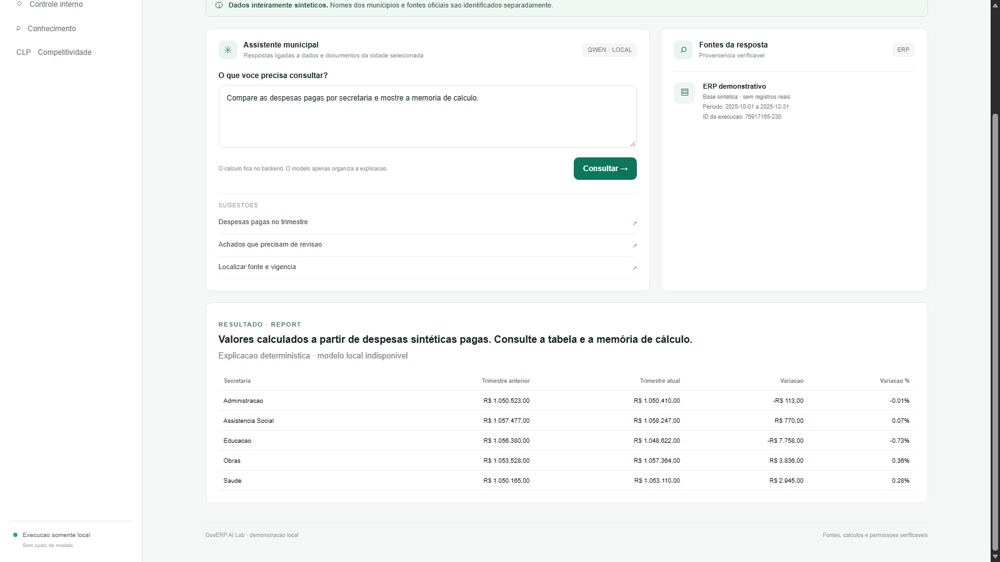 Controle interno
Conhecimento
CLP Competitividade
Execucao somente local
Sem custo de modelo
Dados inteiramente sinteticos. Nomes dos municipios e fontes oficiais sao identificados separadamente.
Assistente municipal
Respostas ligadas a dados e documentos da cidade selecionada
QWEN · LOCAL
O que voce precisa consultar?
Compare as despesas pagas por secretaria e mostre a memoria de calculo.
O calculo fica no backend. O modelo apenas organiza a explicacao.
Consultar →
SUGESTOES
Despesas pagas no trimestre ↗
Achados que precisam de revisao ↗
Localizar fonte e vigencia ↗
Fontes da resposta
Proveniencia verificavel
ERP
ERP demonstrativo
Base sintetica · sem registros reais
Periodo: 2025-10-01 a 2025-12-31
ID da execucao: 76917165-230
RESULTADO · REPORT
Valores calculados a partir de despesas sintéticas pagas. Consulte a tabela e a memória de cálculo.
Explicacao deterministica · modelo local indisponivel
Secretaria Trimestre anterior Trimestre atual Variacao Variacao %
Administracao R$ 1.050.523,00 R$ 1.050.410,00 -R$ 113,00 -0.01%
Assistencia Social R$ 1.057.477,00 R$ 1.058.247,00 R$ 770,00 0.07%
Educacao R$ 1.056.380,00 R$ 1.048.622,00 -R$ 7.758,00 -0.73%
Obras R$ 1.053.528,00 R$ 1.057.364,00 R$ 3.836,00 0.36%
Saude R$ 1.050.165,00 R$ 1.053.110,00 R$ 2.945,00 0.28%
GovERP AI Lab · demonstracao local
Fontes, calculos e permissoes verificaveis